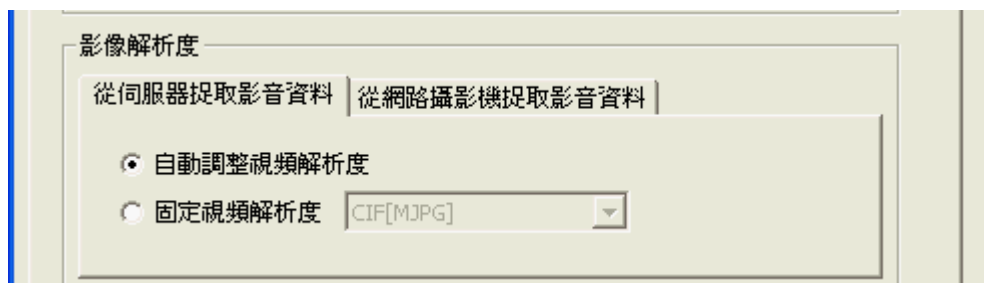 影像解析度
從伺服器捉取影音資料 從網路攝影機捉取影音資料
自動調整視頻解析度
固定視頻解析度 CIF[MJPG]